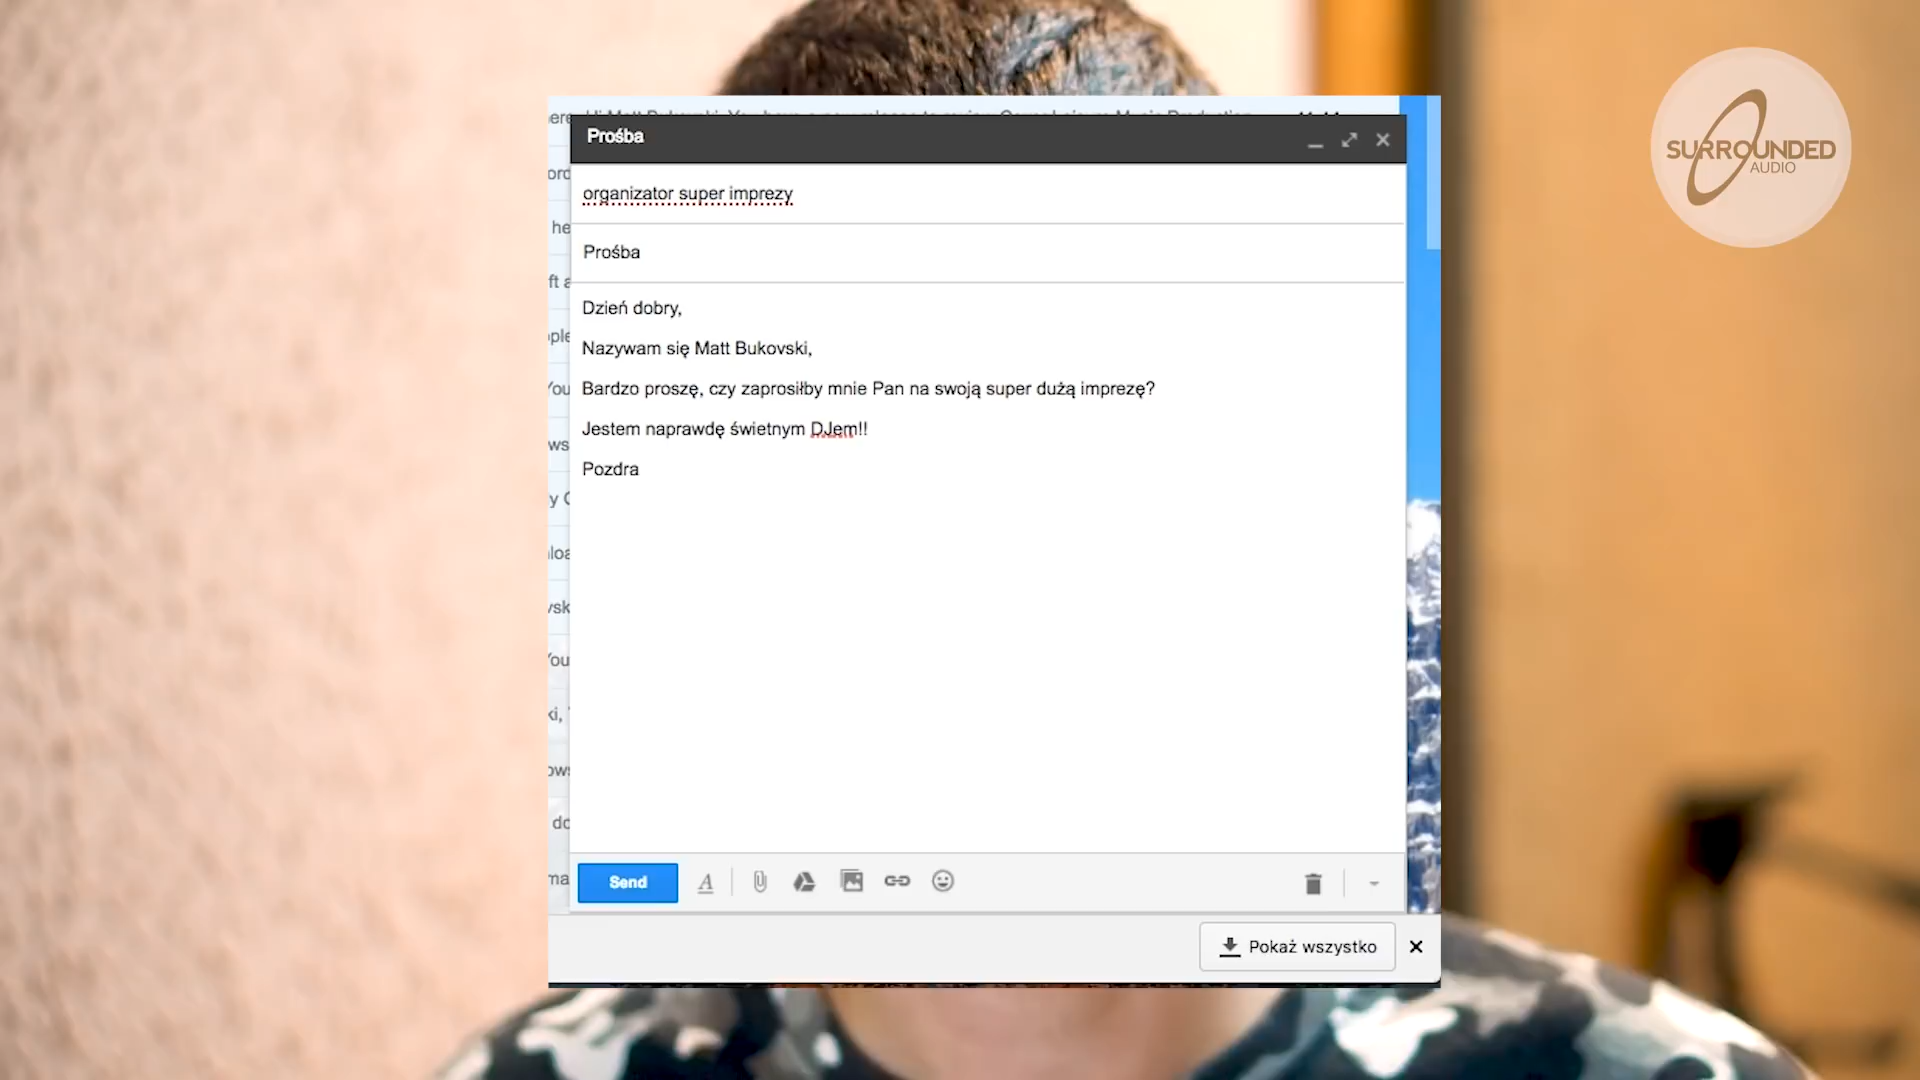 SURROUNDED
AUDIO
Prośba
organizator super imprezy
Prośba
Dzień dobry,
Nazywam się Matt Bukovski,
Bardzo proszę, czy zaprosiłby mnie Pan na swoją super dużą imprezę?
Jestem naprawdę świetnym DJem!!
Pozdra
Send
Pokaż wszystko